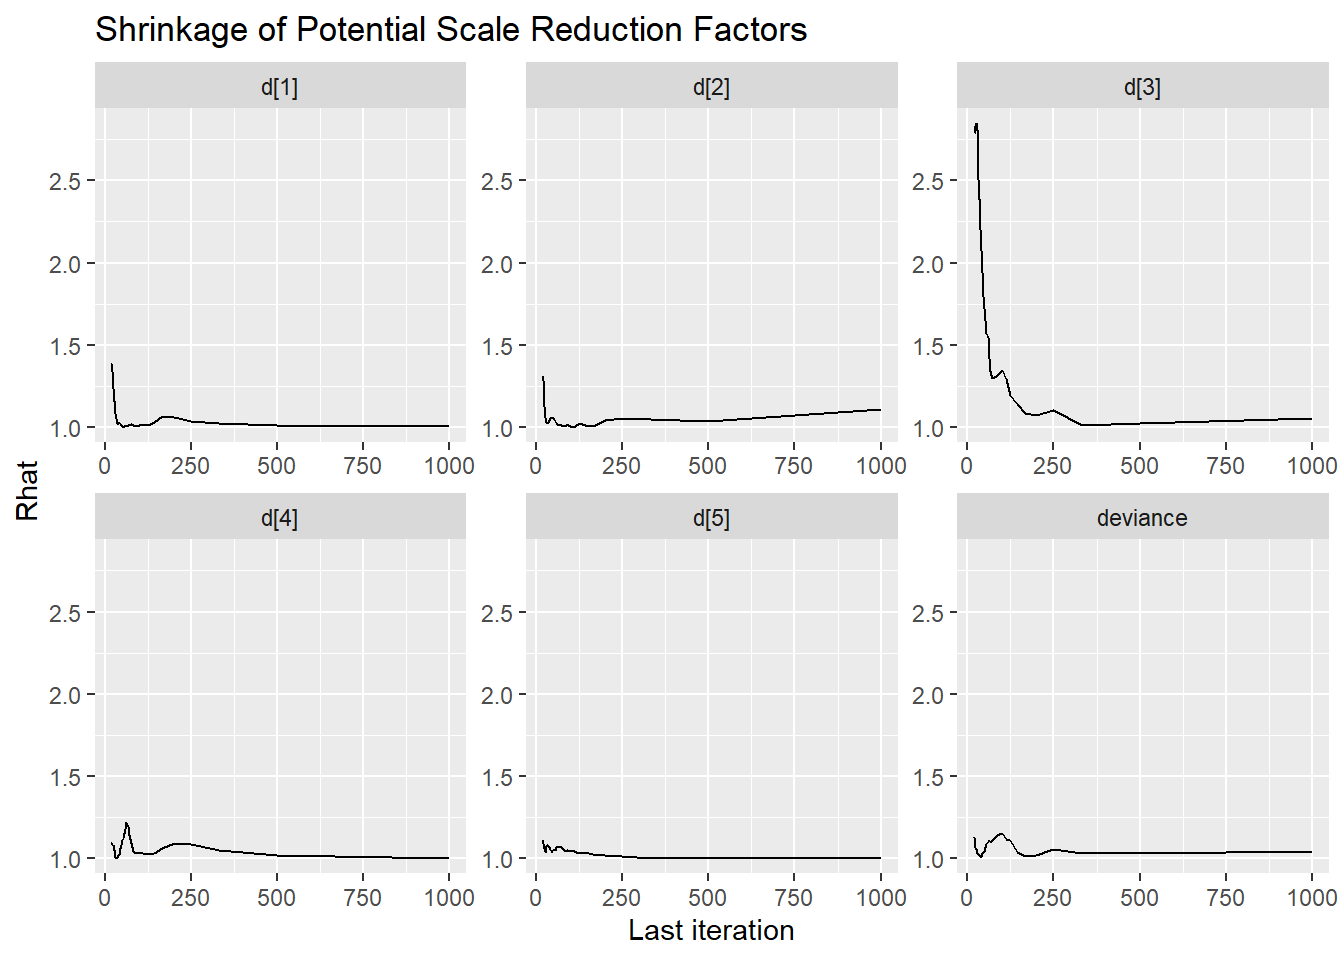 Shrinkage of Potential Scale Reduction Factors
d[1] d[2] d[3]
2.5 2.5 2.5
2.0 2.0 2.0
1.5 1.5 1.5
1.0 1.0 1.0
0 250 500 750 1000 0 250 500 750 1000 0 250 500 750 1000
Rhat
d[4] d[5] deviance
2.5 2.5 2.5
2.0 2.0 2.0
1.5 1.5 1.5
1.0 1.0 1.0
0 250 500 750 1000 0 250 500 750 1000 0 250 500 750 1000
Last iteration